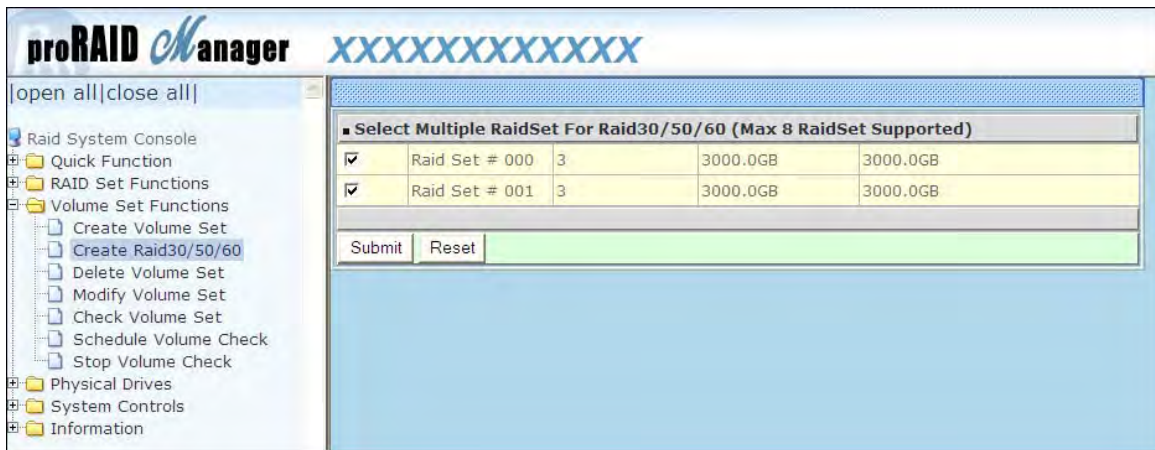 proRAID Manager XXXXXXXXXXXXX
|open all|close all|
Raid System Console
Quick Function
RAID Set Functions
Volume Set Functions
Create Volume Set
Create Raid30/50/60
Delete Volume Set
Modify Volume Set
Check Volume Set
Schedule Volume Check
Stop Volume Check
Physical Drives
System Controls
Information
Select Multiple RaidSet For Raid30/50/60 (Max 8 RaidSet Supported)
Raid Set # 000 3 3000.0GB 3000.0GB
Raid Set # 001 3 3000.0GB 3000.0GB
Submit Reset